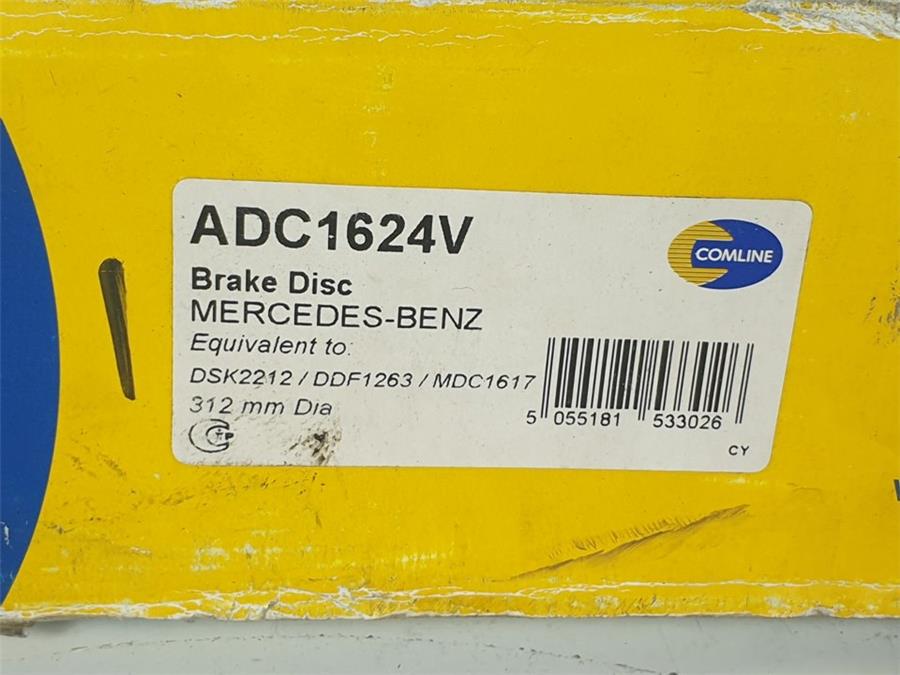 ADC1624V
COMLINE
Brake Disc
MERCEDES-BENZ
Equivalent to:
DSK2212 / DDF1263 / MDC1617
312 mm Dia
5 055181 533026
CY